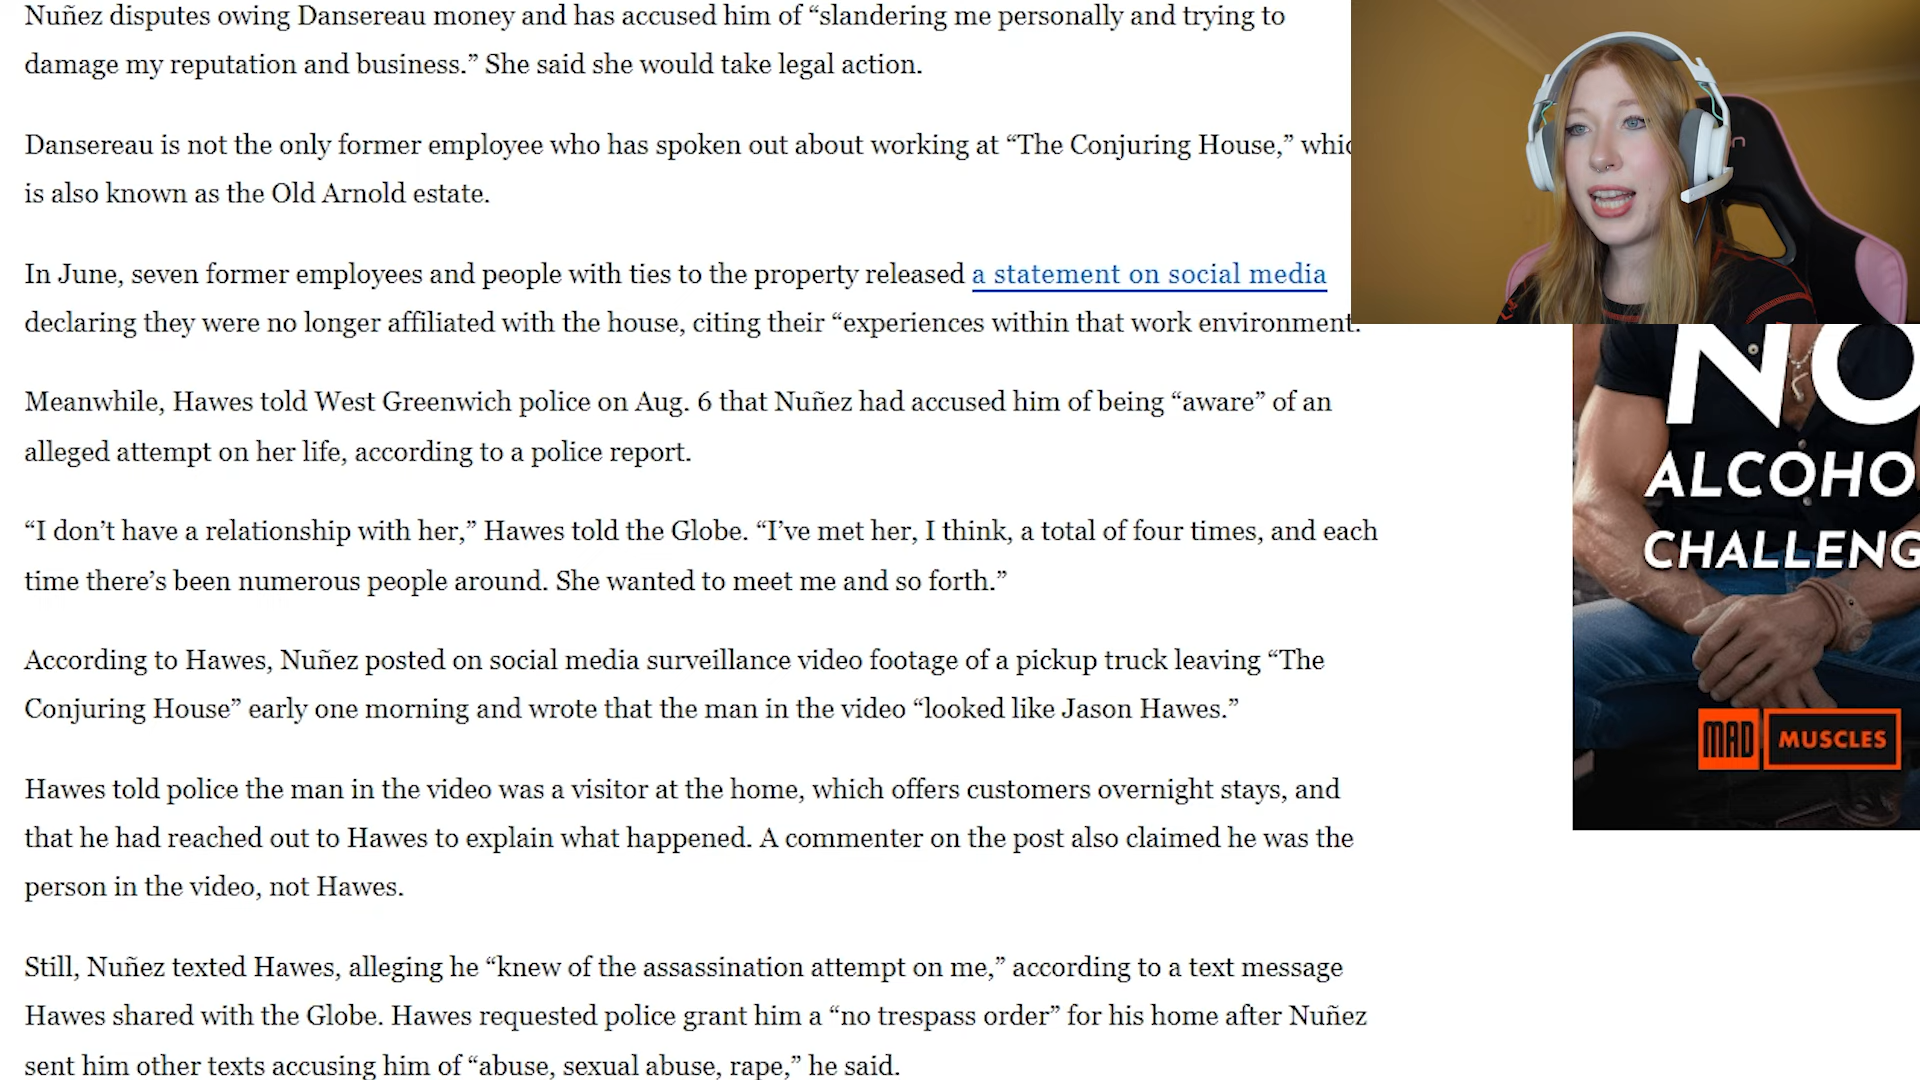 Nuñez disputes owing Dansereau money and has accused him of “slandering me personally and trying to
damage my reputation and business.” She said she would take legal action.
Dansereau is not the only former employee who has spoken out about working at “The Conjuring House,” whic
is also known as the Old Arnold estate.
In June, seven former employees and people with ties to the property released a statement on social media
declaring they were no longer affiliated with the house, citing their “experiences within that work environment.
Meanwhile, Hawes told West Greenwich police on Aug. 6 that Nuñez had accused him of being “aware” of an
alleged attempt on her life, according to a police report.
“I don’t have a relationship with her,” Hawes told the Globe. “I’ve met her, I think, a total of four times, and each
time there’s been numerous people around. She wanted to meet me and so forth.”
According to Hawes, Nuñez posted on social media surveillance video footage of a pickup truck leaving “The
Conjuring House” early one morning and wrote that the man in the video “looked like Jason Hawes.”
Hawes told police the man in the video was a visitor at the home, which offers customers overnight stays, and
that he had reached out to Hawes to explain what happened. A commenter on the post also claimed he was the
person in the video, not Hawes.
Still, Nuñez texted Hawes, alleging he “knew of the assassination attempt on me,” according to a text message
Hawes shared with the Globe. Hawes requested police grant him a “no trespass order” for his home after Nuñez
sent him other texts accusing him of “abuse, sexual abuse, rape,” he said.
NO
ALCOHO
CHALLENG
MAD MUSCLES